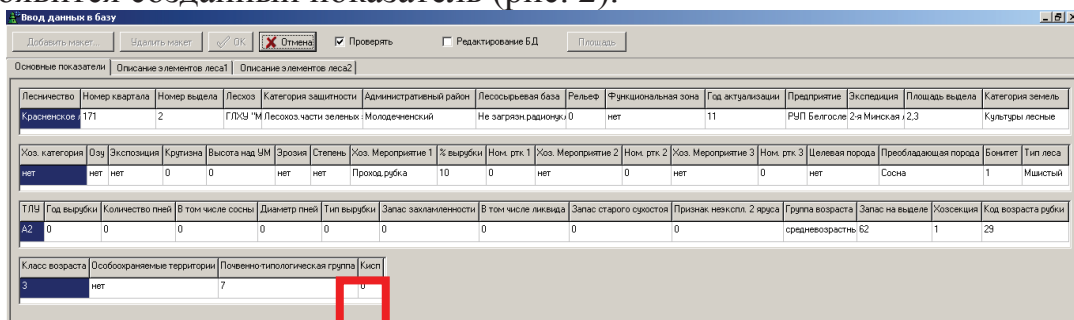 явится созданный показатель (рис. 2).
Ввод данных в базу
Добавить макет... Удалить макет OK Отмена Проверять Редактирование БД Площадь
Основные показатели Описание элементов леса1 Описание элементов леса2
Лесничество Номер квартала Номер выдела Лесхоз Категория защитности Административный район Лесосырьевая база Рельеф Функциональная зона Год актуализации Предприятие Экспедиция Площадь выдела Категория земель
Красненское 171 2 ГЛХУ "М Лесохоз.части зеленых Молодечненский Не загрязн.радионук. 0 нет 11 РУП Белгосле 2-я Минская 2,3 Культуры лесные
Хоз. категория Озу Экспозиция Крутизна Высота над УМ Эрозия Степень Хоз. Мероприятие 1 % вырубки Ном. ртк 1 Хоз. Мероприятие 2 Ном. ртк 2 Хоз. Мероприятие 3 Ном. ртк 3 Целевая порода Преобладающая порода Бонитет Тип леса
нет нет нет 0 0 нет нет Проход.рубка 10 0 нет 0 нет 0 нет Сосна 1 Мшистый
ТЛУ Год вырубки Количество пней В том числе сосны Диаметр пней Тип вырубки Запас захламленности В том числе ликвида Запас старого сухостоя Признак неэкспл. 2 яруса Группа возраста Запас на выделе Хозсекция Код возраста рубки
А2 0 0 0 0 0 0 0 0 0 средневозрастнь 62 1 29
Класс возраста Особоохраняемые территории Почвенно-типологическая группа Кисп
3 нет 7 0